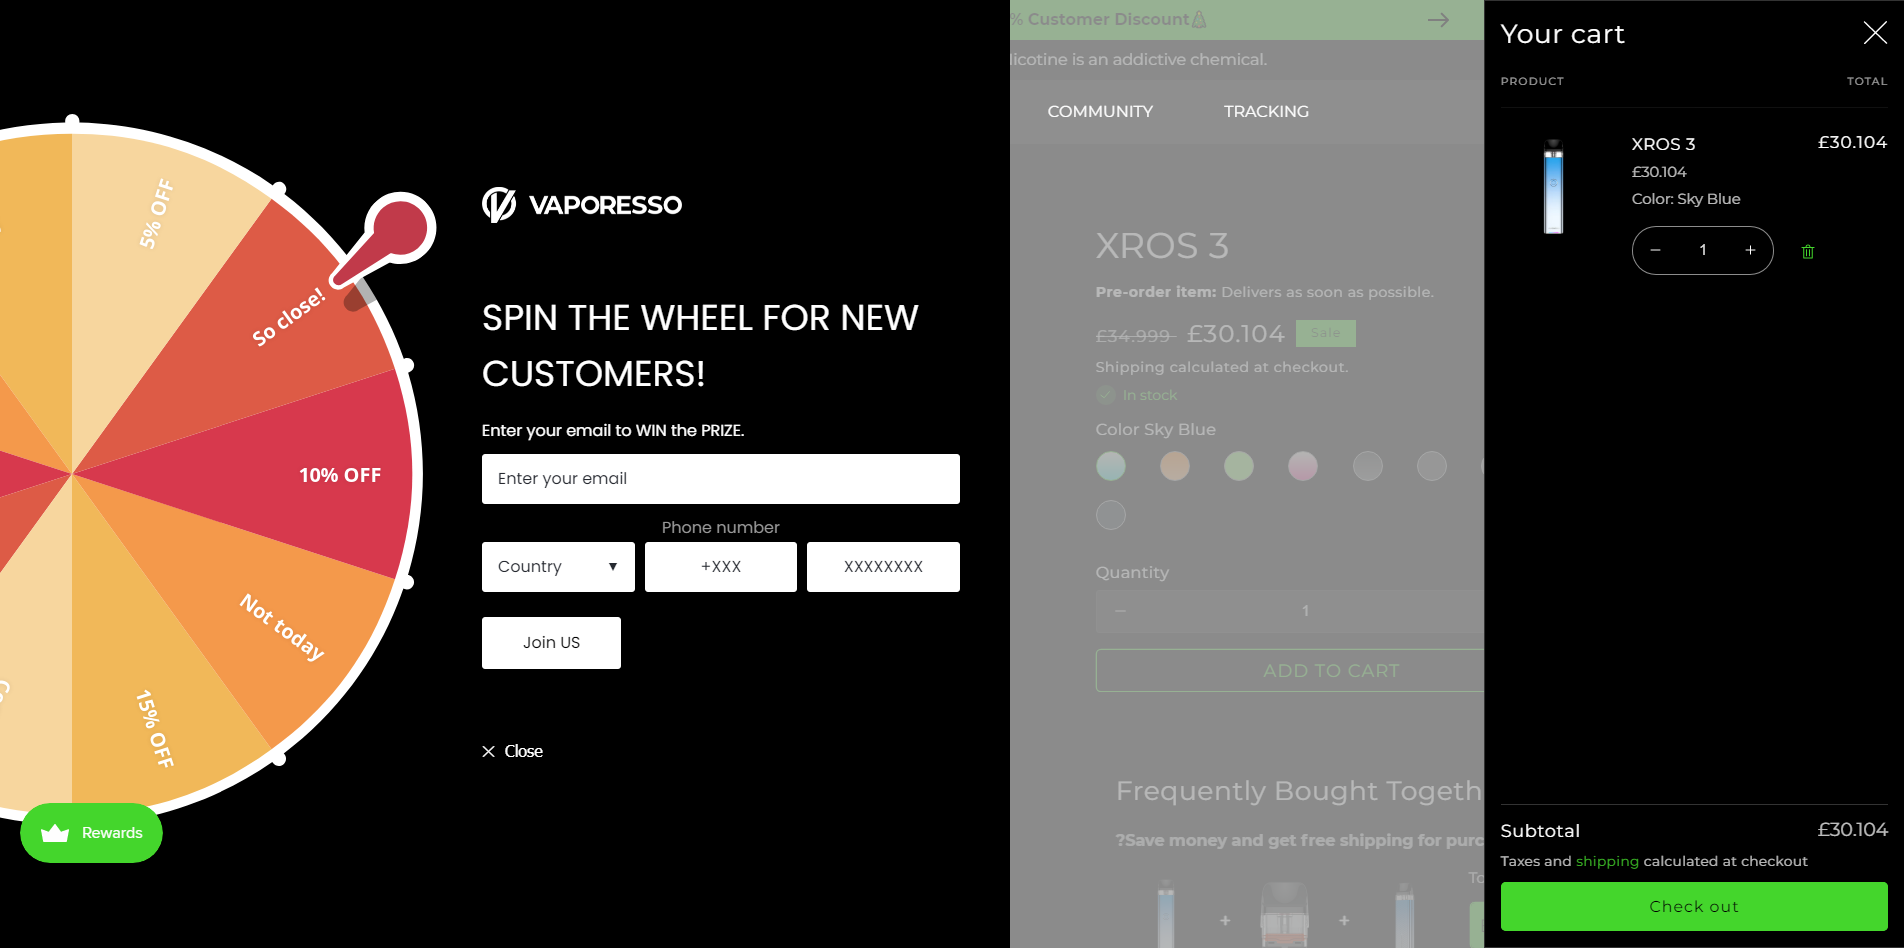 5% OFF
So close!
10% OFF
Not today
15% OFF
Rewards
VAPORESSO
SPIN THE WHEEL FOR NEW
CUSTOMERS!
Enter your email to WIN the PRIZE.
Enter your email
Phone number
Country
+XXX
XXXXXXXX
Join US
Close
% Customer Discount
icotine is an addictive chemical.
COMMUNITY
TRACKING
XROS 3
Pre-order item: Delivers as soon as possible.
£34.999 £30.104 Sale
Shipping calculated at checkout.
In stock
Color Sky Blue
Quantity
− 1
ADD TO CART
Frequently Bought Togeth
?Save money and get free shipping for purc
To
+ +
Your cart
PRODUCT TOTAL
XROS 3 £30.104
£30.104
Color: Sky Blue
− 1 +
Subtotal £30.104
Taxes and shipping calculated at checkout
Check out